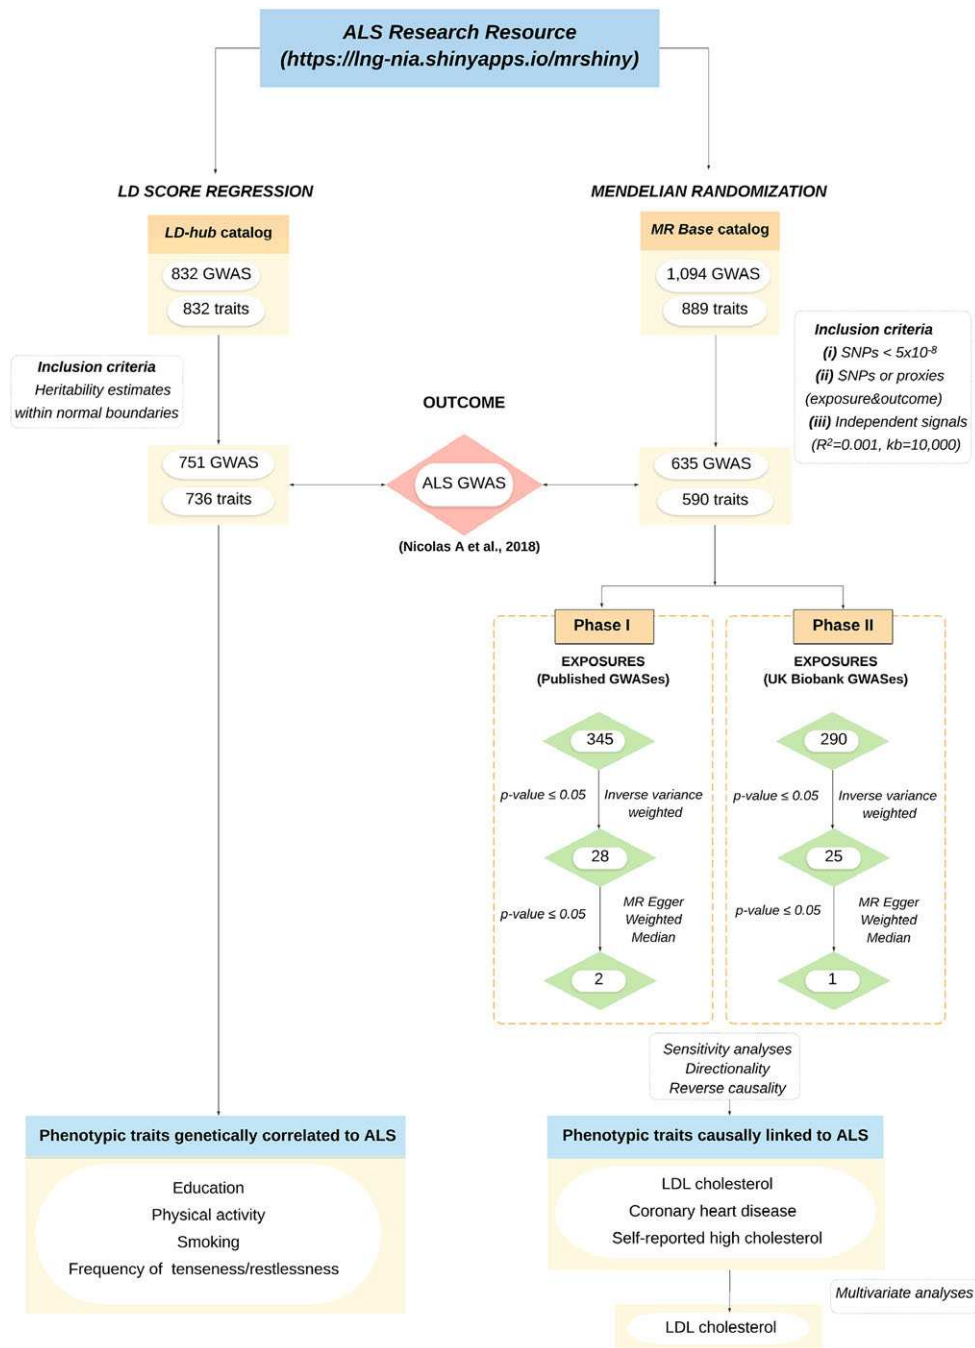 ALS Research Resource
(https://lng-nia.shinyapps.io/mrshiny)
LD SCORE REGRESSION
LD-hub catalog
832 GWAS
832 traits
Inclusion criteria
Heritability estimates
within normal boundaries
751 GWAS
736 traits
OUTCOME
ALS GWAS
(Nicolas A et al., 2018)
MENDELIAN RANDOMIZATION
MR Base catalog
1,094 GWAS
889 traits
Inclusion criteria
(i) SNPs < 5x10⁻⁸
(ii) SNPs or proxies
(exposure&outcome)
(iii) Independent signals
(R²=0.001, kb=10,000)
635 GWAS
590 traits
Phase I
EXPOSURES
(Published GWASes)
345
p-value ≤ 0.05
Inverse variance
weighted
28
p-value ≤ 0.05
MR Egger
Weighted
Median
2
Phase II
EXPOSURES
(UK Biobank GWASes)
290
p-value ≤ 0.05
Inverse variance
weighted
25
p-value ≤ 0.05
MR Egger
Weighted
Median
1
Sensitivity analyses
Directionality
Reverse causality
Phenotypic traits genetically correlated to ALS
Education
Physical activity
Smoking
Frequency of tenseness/restlessness
Phenotypic traits causally linked to ALS
LDL cholesterol
Coronary heart disease
Self-reported high cholesterol
Multivariate analyses
LDL cholesterol